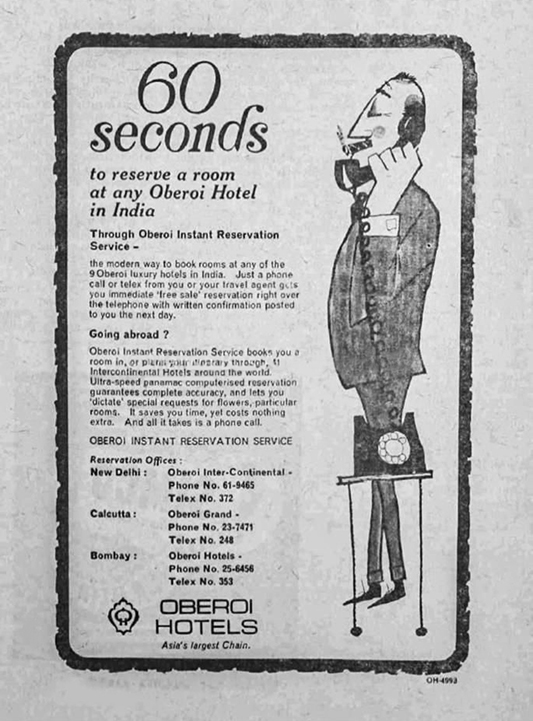 60
seconds
to reserve a room
at any Oberoi Hotel
in India
Through Oberoi Instant Reservation
Service –
the modern way to book rooms at any of the
9 Oberoi luxury hotels in India. Just a phone
call or telex from you or your travel agent gets
you immediate 'free sale' reservation right over
the telephone with written confirmation posted
to you the next day.
Going abroad ?
Oberoi Instant Reservation Service books you a
room in, or plans your itinerary through,
Intercontinental Hotels around the world.
Ultra-speed panamac computerised reservation
guarantees complete accuracy, and lets you
'dictate' special requests for flowers, particular
rooms. It saves you time, yet costs nothing
extra. And all it takes is a phone call.
OBEROI INSTANT RESERVATION SERVICE
Reservation Offices :
New Delhi : Oberoi Inter-Continental -
Phone No. 61-9465
Telex No. 372
Calcutta : Oberoi Grand -
Phone No. 23-7471
Telex No. 248
Bombay : Oberoi Hotels -
Phone No. 25-6456
Telex No. 353
OBEROI
HOTELS
Asia's largest Chain.
OH-4993